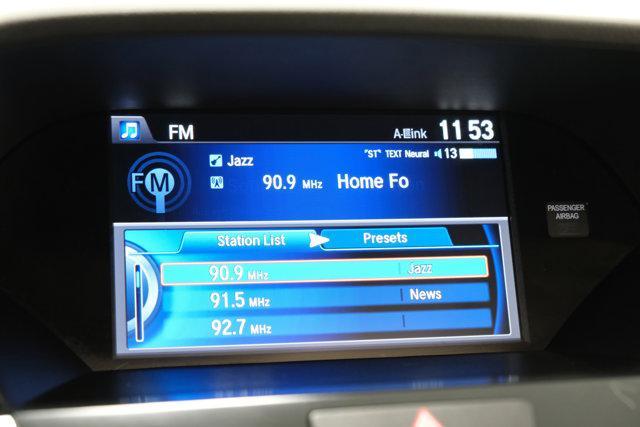 FM A-Link 11 53
Jazz "ST" TEXT Neural 13
FM 90.9 MHz Home Fo
Station List Presets
90.9 MHz Jazz
91.5 MHz News
92.7 MHz
PASSENGER
AIRBAG